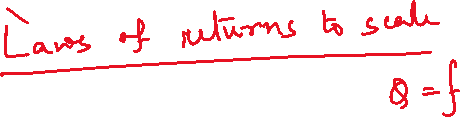 Laws of returns to scale
Q = f